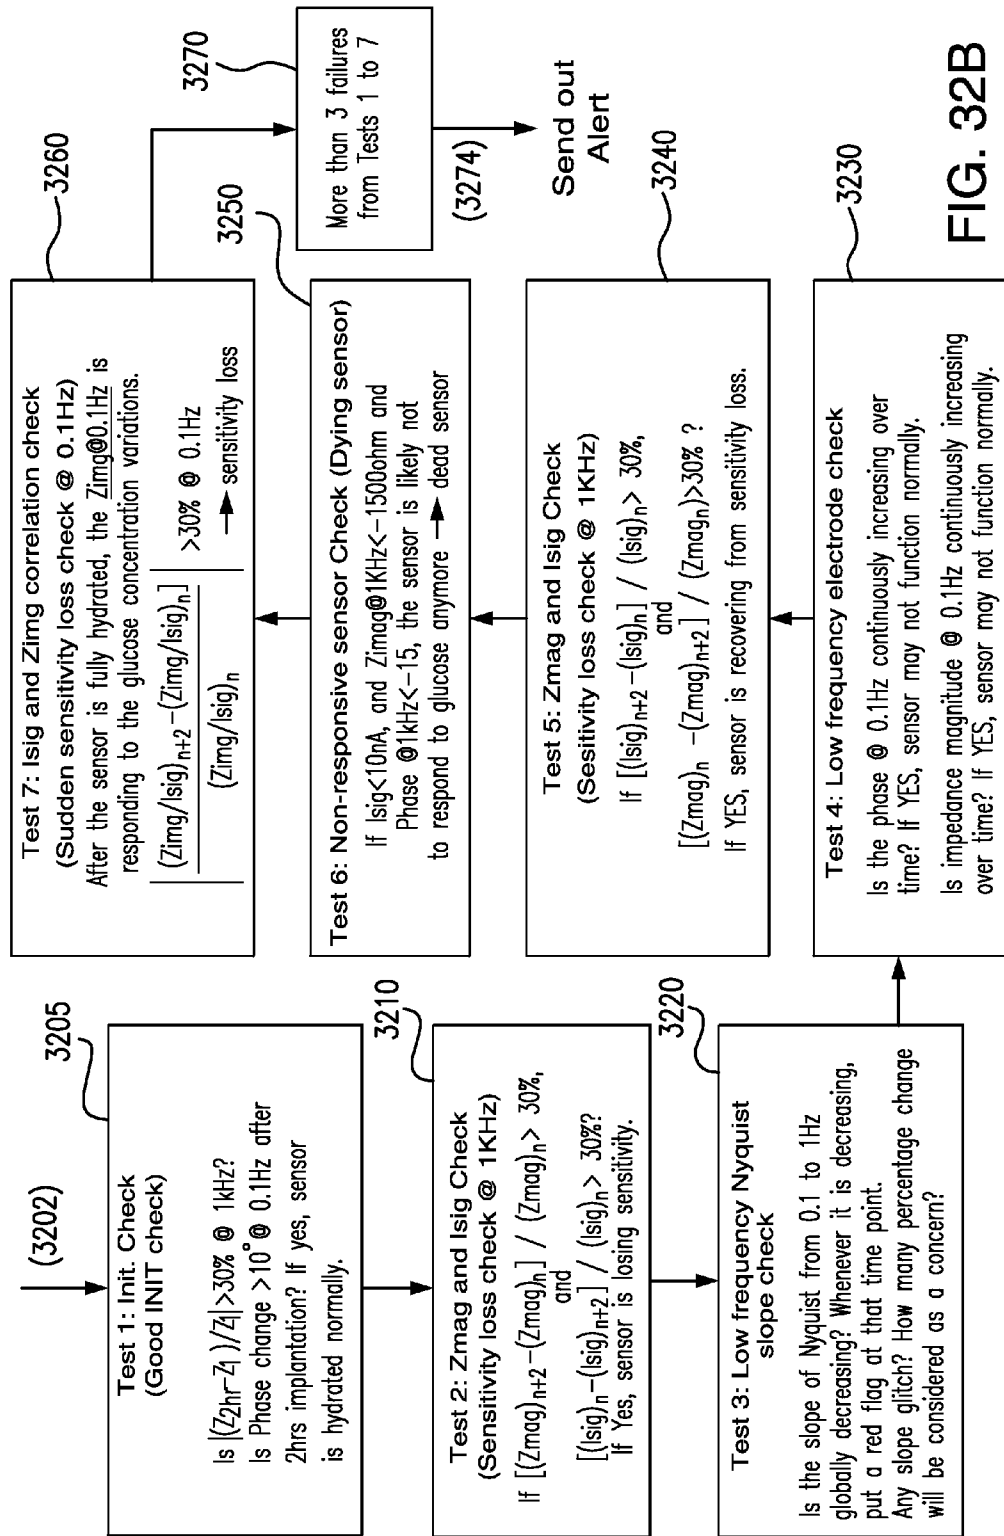 (3202)
3205
Test 1: Init. Check
(Good INIT check)
Is |(Z2hr-Z1)/Z1|>30% @ 1kHz?
Is Phase change >10° @ 0.1Hz after
2hrs implantation? If yes, sensor
is hydrated normally.
3210
Test 2: Zmag and Isig Check
(Sensitivity loss check @ 1KHz)
If [(Zmag)n+2-(Zmag)n] / (Zmag)n> 30%,
and
[(Isig)n-(Isig)n+2] / (Isig)n> 30%?
If Yes, sensor is losing sensitivity.
3220
Test 3: Low frequency Nyquist
slope check
Is the slope of Nyquist from 0.1 to 1Hz
globally decreasing? Whenever it is decreasing,
put a red flag at that time point.
Any slope glitch? How many percentage change
will be considered as a concern?
3230
Test 4: Low frequency electrode check
Is the phase @ 0.1Hz continuously increasing over
time? If YES, sensor may not function normally.
Is impedance magnitude @ 0.1Hz continuously increasing
over time? If YES, sensor may not function normally.
3240
Test 5: Zmag and Isig Check
(Sesitivity loss check @ 1KHz)
If [(Isig)n+2-(Isig)n] / (Isig)n> 30%,
and
[(Zmag)n -(Zmag)n+2] / (Zmagn)>30% ?
If YES, sensor is recovering from sensitivity loss.
3250
Test 6: Non-responsive sensor Check (Dying sensor)
If Isig<10nA, and Zimag@1KHz<-1500ohm and
Phase @1kHz<-15, the sensor is likely not
to respond to glucose anymore → dead sensor
3260
Test 7: Isig and Zimg correlation check
(Sudden sensitivity loss check @ 0.1Hz)
After the sensor is fully hydrated, the Zimg@0.1Hz is
responding to the glucose concentration variations.
| (Zimg/Isig)n+2-(Zimg/Isig)n] | >30% @ 0.1Hz
(Zimg/Isig)n → sensitivity loss
3270
More than 3 failures
from Tests 1 to 7
(3274)
Send out
Alert
FIG. 32B